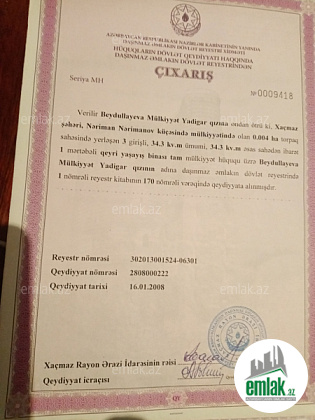 AZƏRBAYCAN RESPUBLİKASI NAZİRLƏR KABİNETİNİN YANINDA
DAŞINMAZ ƏMLAKIN DÖVLƏT REYESTRİ XİDMƏTİ
HÜQUQLARIN DÖVLƏT QEYDİYYATI HAQQINDA
DAŞINMAZ ƏMLAKIN DÖVLƏT REYESTRİNDƏN
ÇIXARIŞ
Seriya MH
№0009418
Verilir Beydullayeva Mülkiyyət Yadigar qızına ondan ötrü ki, Xaçmaz
şəhəri, Nəriman Nərimanov küçəsində mülkiyyətində olan 0.004 ha torpaq
sahəsində yerləşən 3 girişli, 34.3 kv.m ümumi, 34.3 kv.m əsas sahədən ibarət
1 mərtəbəli qeyri yaşayış binası tam mülkiyyət hüququ üzrə Beydullayeva
Mülkiyyət Yadigar qızının adına daşınmaz əmlakın dövlət reyestrində
1 nömrəli reyestr kitabının 170 nömrəli vərəqində qeydiyyata alınmışdır.
emlak.az
Reyestr nömrəsi 302013001524-06301
Qeydiyyat nömrəsi 2808000222
Qeydiyyat tarixi 16.01.2008
Xaçmaz Rayon Ərazi İdarəsinin rəisi
Qeydiyyat icraçısı
QV
emlak.az